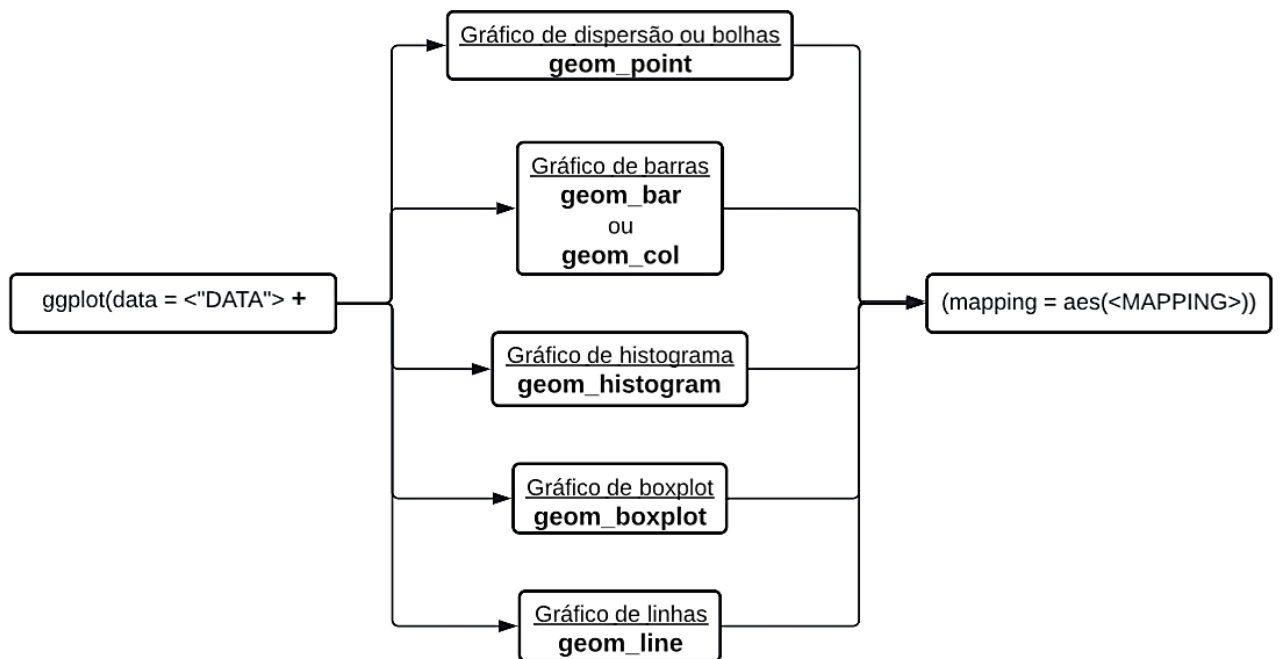 Gráfico de dispersão ou bolhas
geom_point
Gráfico de barras
geom_bar
ou
geom_col
ggplot(data = <"DATA"> +
(mapping = aes(<MAPPING>))
Gráfico de histograma
geom_histogram
Gráfico de boxplot
geom_boxplot
Gráfico de linhas
geom_line